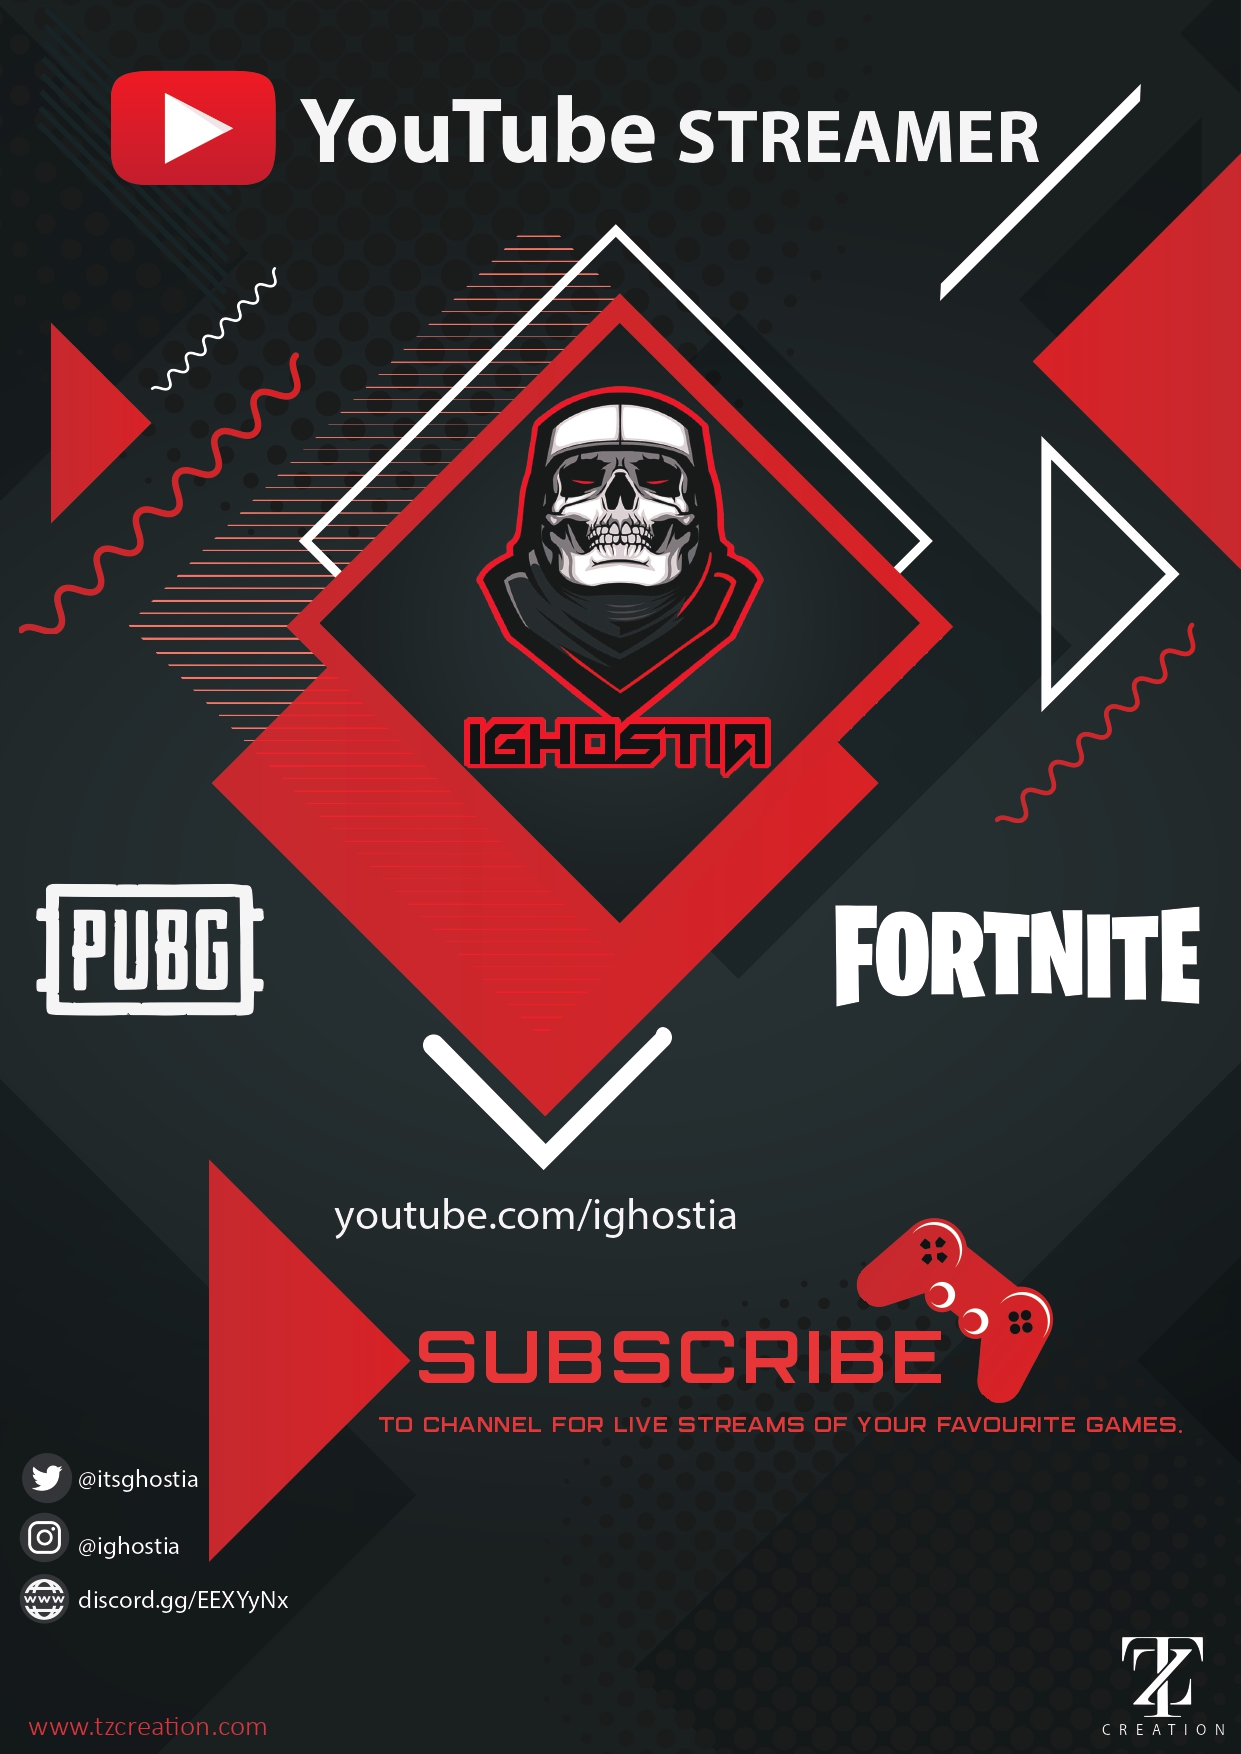 YouTube STREAMER
IGHOSTIA
PUBG
FORTNITE
youtube.com/ighostia
SUBSCRIBE
TO CHANNEL FOR LIVE STREAMS OF YOUR FAVOURITE GAMES.
@itsghostia
@ighostia
www
discord.gg/EEXYyNx
TZ
CREATION
www.tzcreation.com